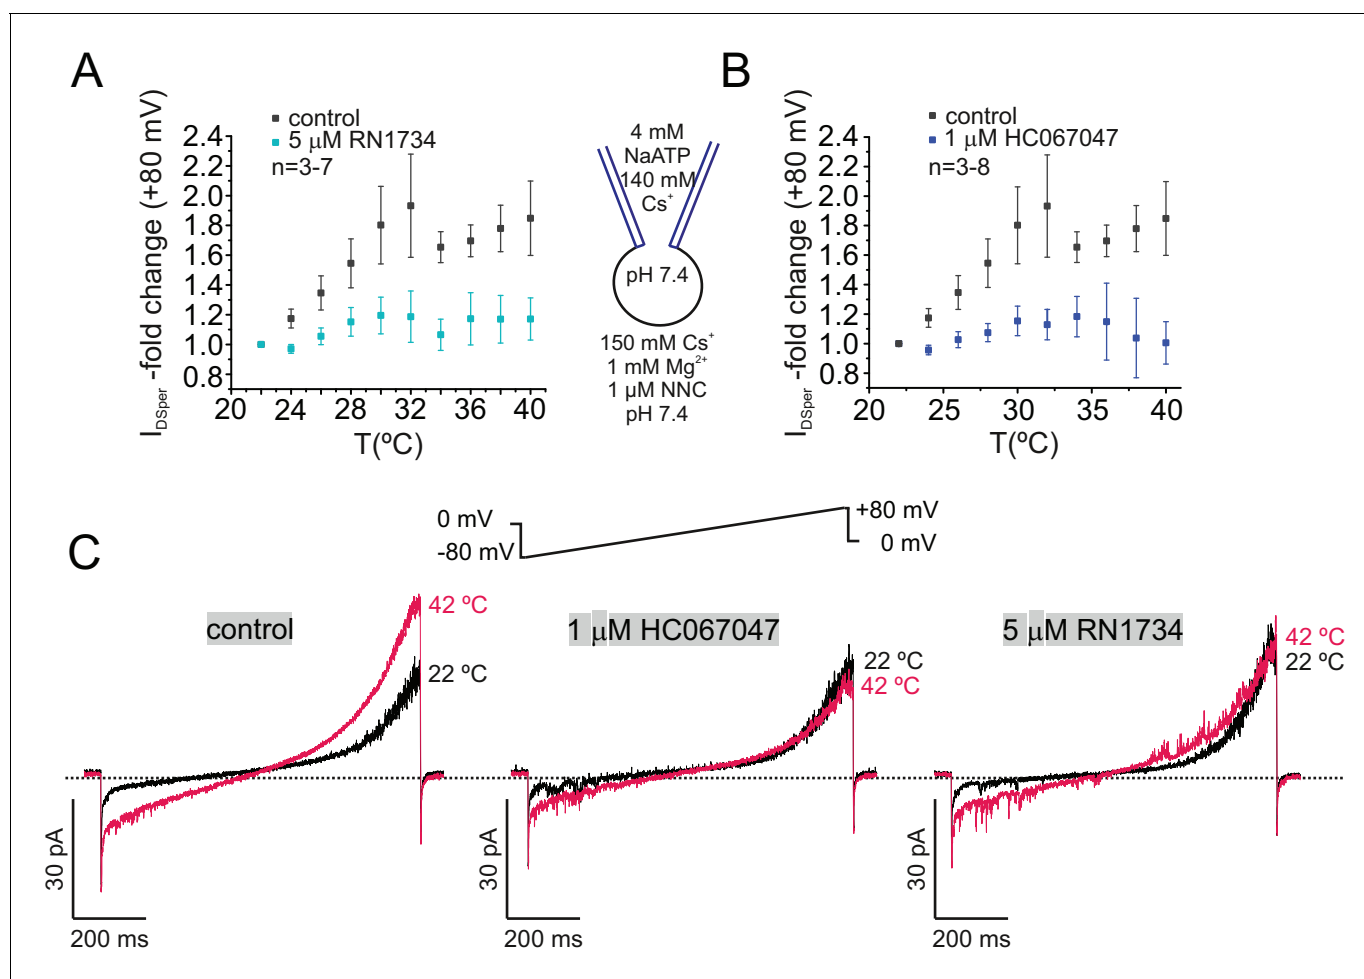 A
I_DSper -fold change (+80 mV)
control
5 μM RN1734
n=3-7
2.4
2.2
2.0
1.8
1.6
1.4
1.2
1.0
0.8
20 24 28 32 36 40
T(ºC)
4 mM
NaATP
140 mM
Cs⁺
pH 7.4
150 mM Cs⁺
1 mM Mg²⁺
1 μM NNC
pH 7.4
B
I_DSper -fold change (+80 mV)
control
1 μM HC067047
n=3-8
2.4
2.2
2.0
1.8
1.6
1.4
1.2
1.0
0.8
20 25 30 35 40
T(ºC)
C
0 mV
-80 mV
+80 mV
0 mV
control
42 ºC
22 ºC
30 pA
200 ms
1 μM HC067047
22 ºC
42 ºC
30 pA
200 ms
5 μM RN1734
42 ºC
22 ºC
30 pA
200 ms